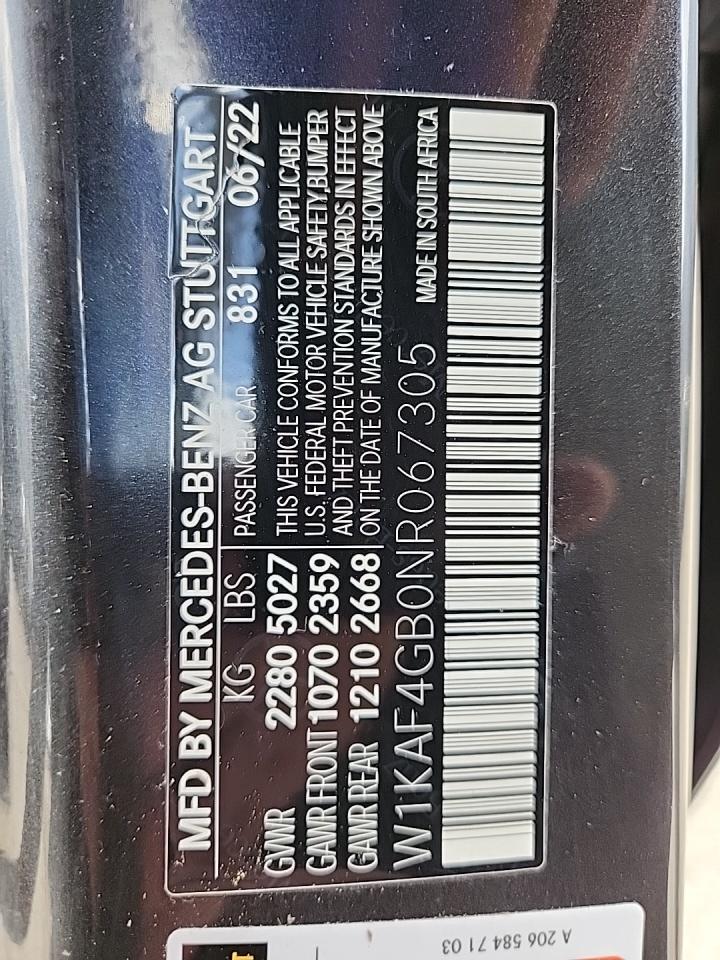 MFD BY MERCEDES-BENZ AG STUTTGART
KG LBS
GVWR 2280 5027
GAWR FRONT 1070 2359
GAWR REAR 1210 2668
PASSENGER CAR 831 06/22
THIS VEHICLE CONFORMS TO ALL APPLICABLE
U.S. FEDERAL MOTOR VEHICLE SAFETY,BUMPER
AND THEFT PREVENTION STANDARDS IN EFFECT
ON THE DATE OF MANUFACTURE SHOWN ABOVE
W1KAF4GB0NR067305
MADE IN SOUTH AFRICA
A 206 584 71 03